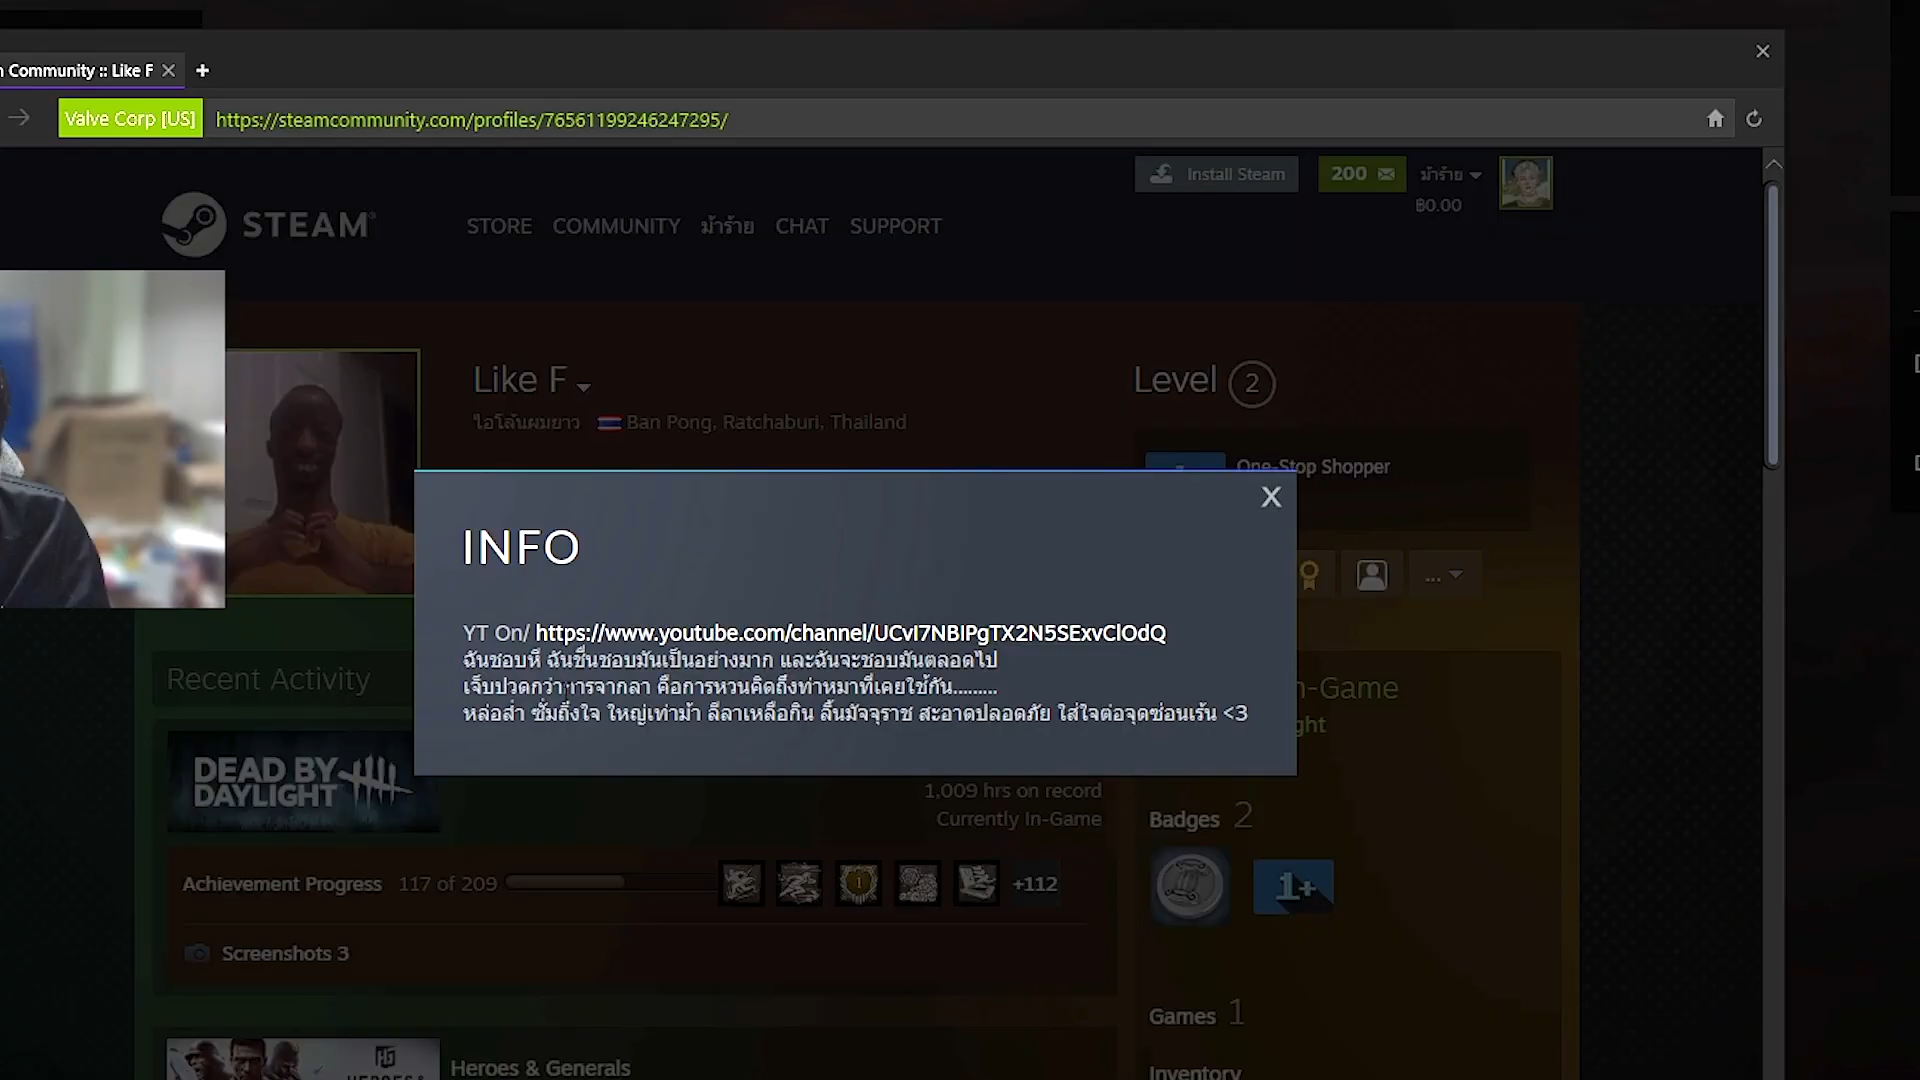 Community :: Like F
Valve Corp [US] https://steamcommunity.com/profiles/76561199246247295/
Install Steam 200 ม้าร้าย
฿0.00
STEAM® STORE COMMUNITY ม้าร้าย CHAT SUPPORT
Like F
ไอโล้นผมยาว Ban Pong, Ratchaburi, Thailand
Level 2
One-Stop Shopper
INFO X
YT On/ https://www.youtube.com/channel/UCvI7NBIPgTX2N5SExvClOdQ
ฉันชอบหี ฉันชื่นชอบมันเป็นอย่างมาก และฉันจะชอบมันตลอดไป
เจ็บปวดกว่าการจากลา คือการหวนคิดถึงท่าหมาที่เคยใช้กัน.........
หล่อล่ำ ซั่มถึงใจ ใหญ่เท่าม้า ลีลาเหลือกิน ลิ้นมัจจุราช สะอาดปลอดภัย ใส่ใจต่อจุดซ่อนเร้น <3
Recent Activity
n-Game
ght
DEAD BY
DAYLIGHT
1,009 hrs on record
Currently In-Game
Achievement Progress 117 of 209 +112
Screenshots 3
Badges 2
1+
Games 1
Inventory
Heroes & Generals